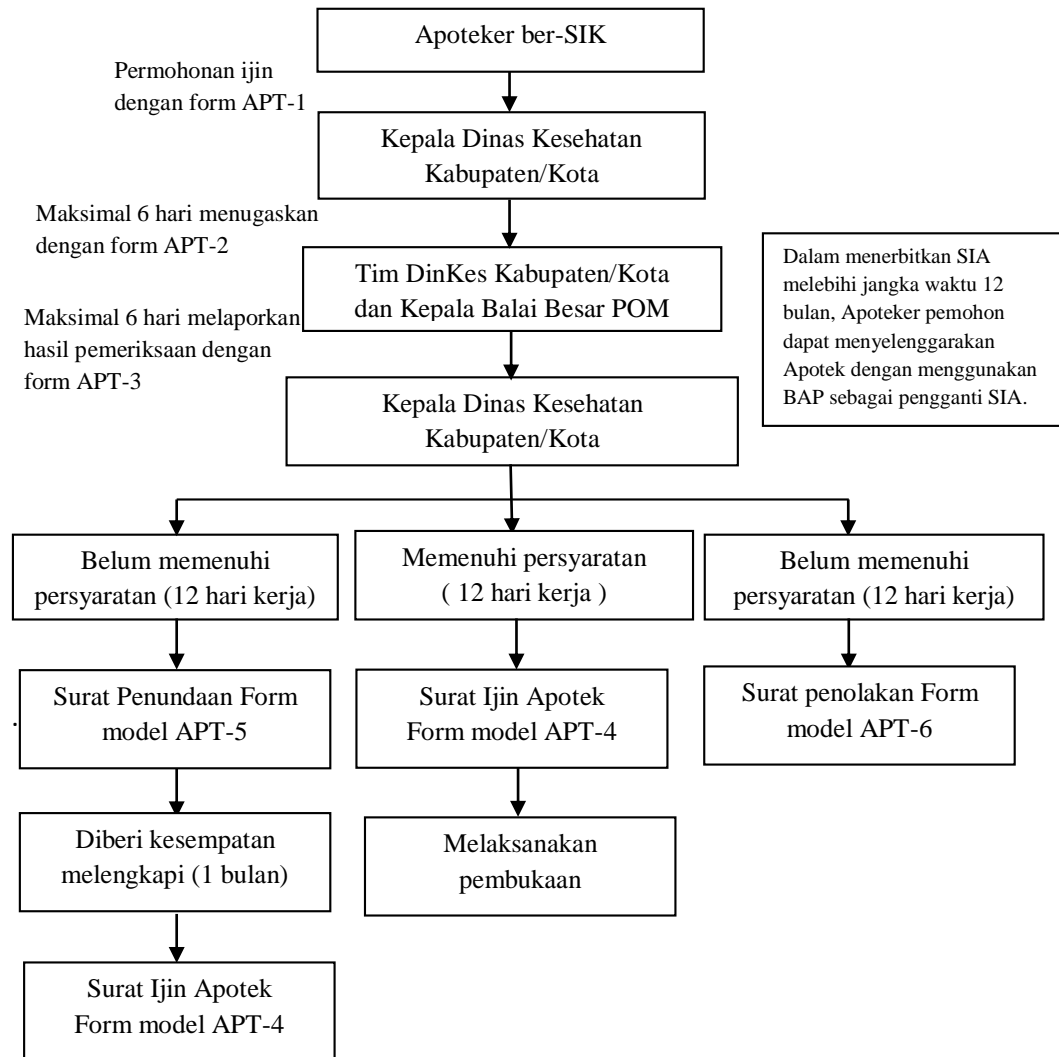 Apoteker ber-SIK
Permohonan ijin
dengan form APT-1
Kepala Dinas Kesehatan
Kabupaten/Kota
Maksimal 6 hari menugaskan
dengan form APT-2
Tim DinKes Kabupaten/Kota
dan Kepala Balai Besar POM
Dalam menerbitkan SIA
melebihi jangka waktu 12
bulan, Apoteker pemohon
dapat menyelenggarakan
Apotek dengan menggunakan
BAP sebagai pengganti SIA.
Maksimal 6 hari melaporkan
hasil pemeriksaan dengan
form APT-3
Kepala Dinas Kesehatan
Kabupaten/Kota
Belum memenuhi
persyaratan (12 hari kerja)
Memenuhi persyaratan
( 12 hari kerja )
Belum memenuhi
persyaratan (12 hari kerja)
Surat Penundaan Form
model APT-5
Surat Ijin Apotek
Form model APT-4
Surat penolakan Form
model APT-6
.
Diberi kesempatan
melengkapi (1 bulan)
Melaksanakan
pembukaan
Surat Ijin Apotek
Form model APT-4